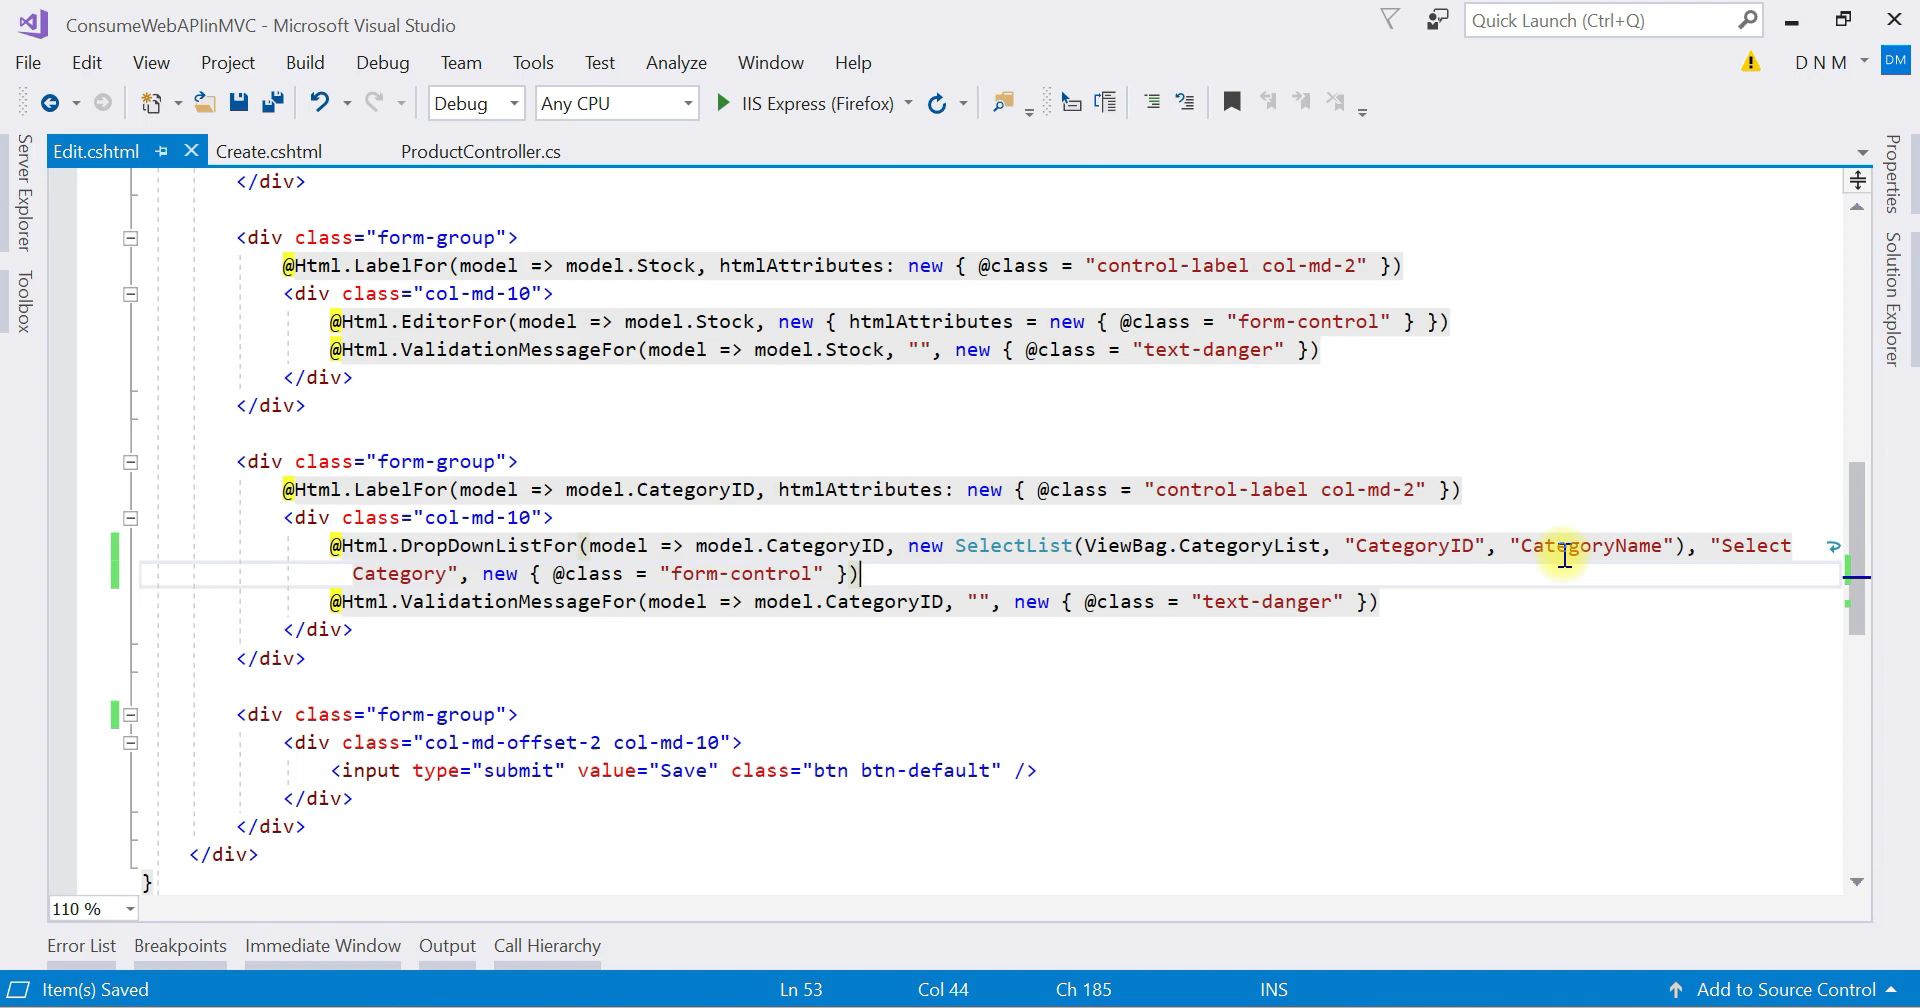 ConsumeWebAPIinMVC - Microsoft Visual Studio
Quick Launch (Ctrl+Q)
File Edit View Project Build Debug Team Tools Test Analyze Window Help
D N M DM
Debug Any CPU IIS Express (Firefox)
Server Explorer
Toolbox
Edit.cshtml Create.cshtml ProductController.cs
Properties
Solution Explorer
</div>
<div class="form-group">
@Html.LabelFor(model => model.Stock, htmlAttributes: new { @class = "control-label col-md-2" })
<div class="col-md-10">
@Html.EditorFor(model => model.Stock, new { htmlAttributes = new { @class = "form-control" } })
@Html.ValidationMessageFor(model => model.Stock, "", new { @class = "text-danger" })
</div>
</div>
<div class="form-group">
@Html.LabelFor(model => model.CategoryID, htmlAttributes: new { @class = "control-label col-md-2" })
<div class="col-md-10">
@Html.DropDownListFor(model => model.CategoryID, new SelectList(ViewBag.CategoryList, "CategoryID", "CategoryName"), "Select
Category", new { @class = "form-control" })
@Html.ValidationMessageFor(model => model.CategoryID, "", new { @class = "text-danger" })
</div>
</div>
<div class="form-group">
<div class="col-md-offset-2 col-md-10">
<input type="submit" value="Save" class="btn btn-default" />
</div>
</div>
</div>
}
110 %
Error List Breakpoints Immediate Window Output Call Hierarchy
Item(s) Saved Ln 53 Col 44 Ch 185 INS Add to Source Control